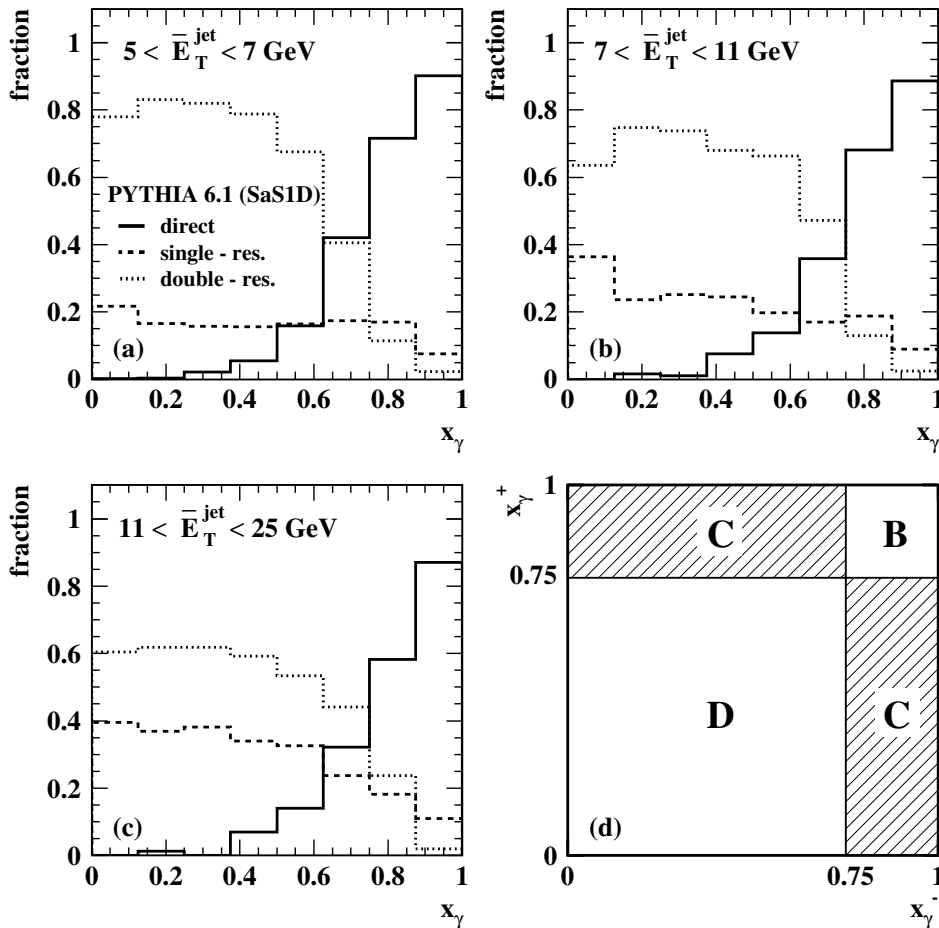 fraction
1
0.8
0.6
0.4
0.2
0
5 < E̅_T^jet < 7 GeV
PYTHIA 6.1 (SaS1D)
direct
single - res.
double - res.
(a)
0 0.2 0.4 0.6 0.8 1
x_γ
fraction
1
0.8
0.6
0.4
0.2
0
7 < E̅_T^jet < 11 GeV
(b)
0 0.2 0.4 0.6 0.8 1
x_γ
fraction
1
0.8
0.6
0.4
0.2
0
11 < E̅_T^jet < 25 GeV
(c)
0 0.2 0.4 0.6 0.8 1
x_γ
x_γ^+
1
0.75
0
C B
D C
(d)
0 0.75 1
x_γ^-